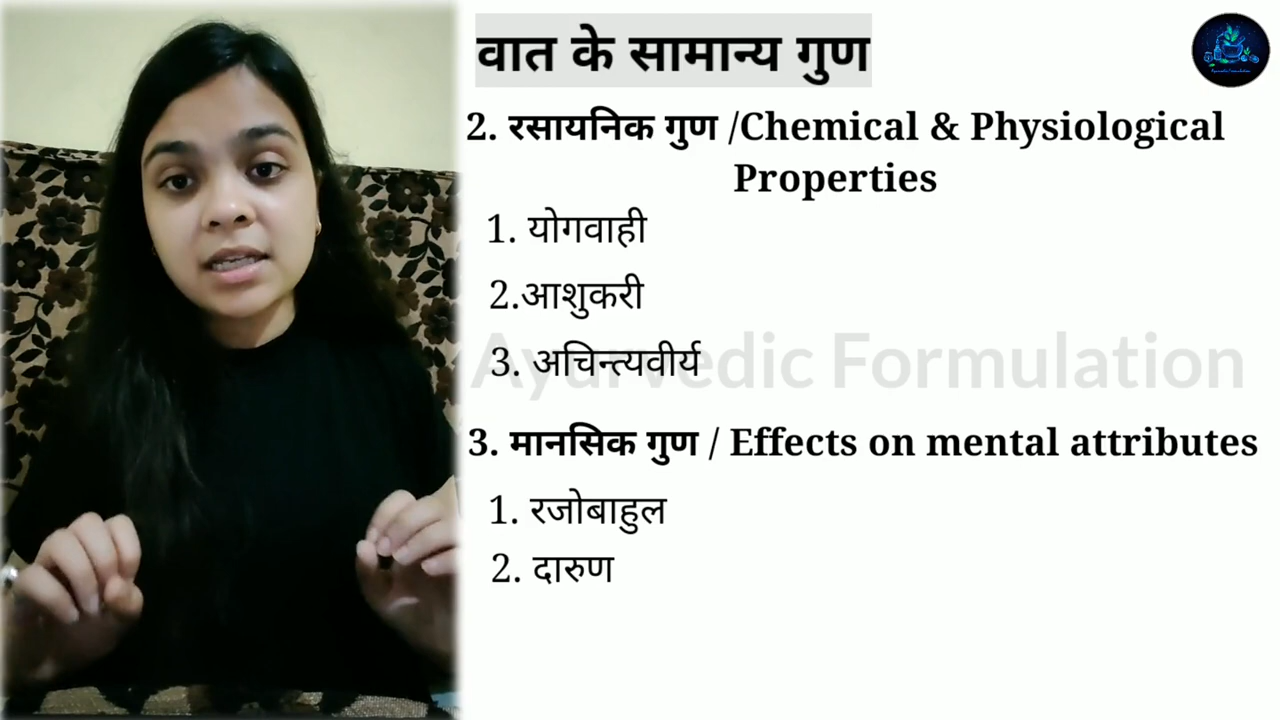 वात के सामान्य गुण
2. रसायनिक गुण /Chemical & Physiological
Properties
1. योगवाही
2.आशुकरी
3. अचिन्त्यवीर्य
Ayurvedic Formulation
3. मानसिक गुण / Effects on mental attributes
1. रजोबाहुल
2. दारुण